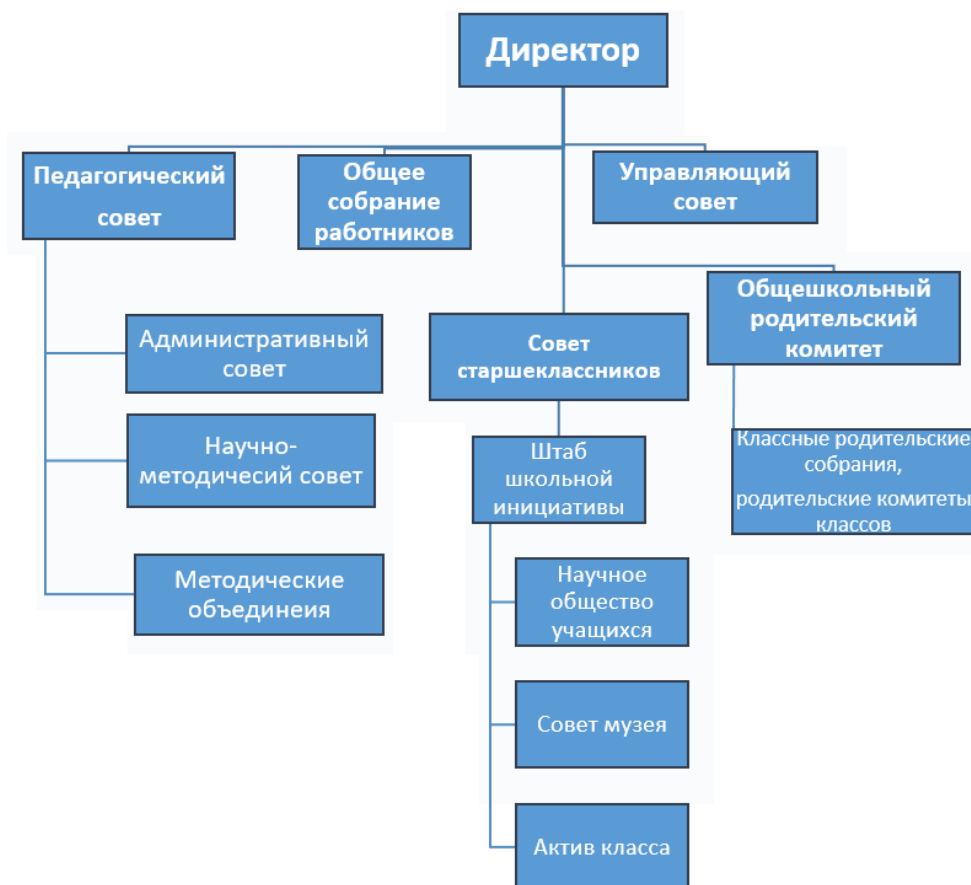 Директор
Педагогический
совет
Общее
собрание
работников
Управляющий
совет
Административный
совет
Научно-
методичесий совет
Методические
объединеия
Совет
старшеклассников
Штаб
школьной
инициативы
Научное
общество
учащихся
Совет музея
Актив класса
Общешкольный
родительский
комитет
Классные родительские
собрания,
родительские комитеты
классов